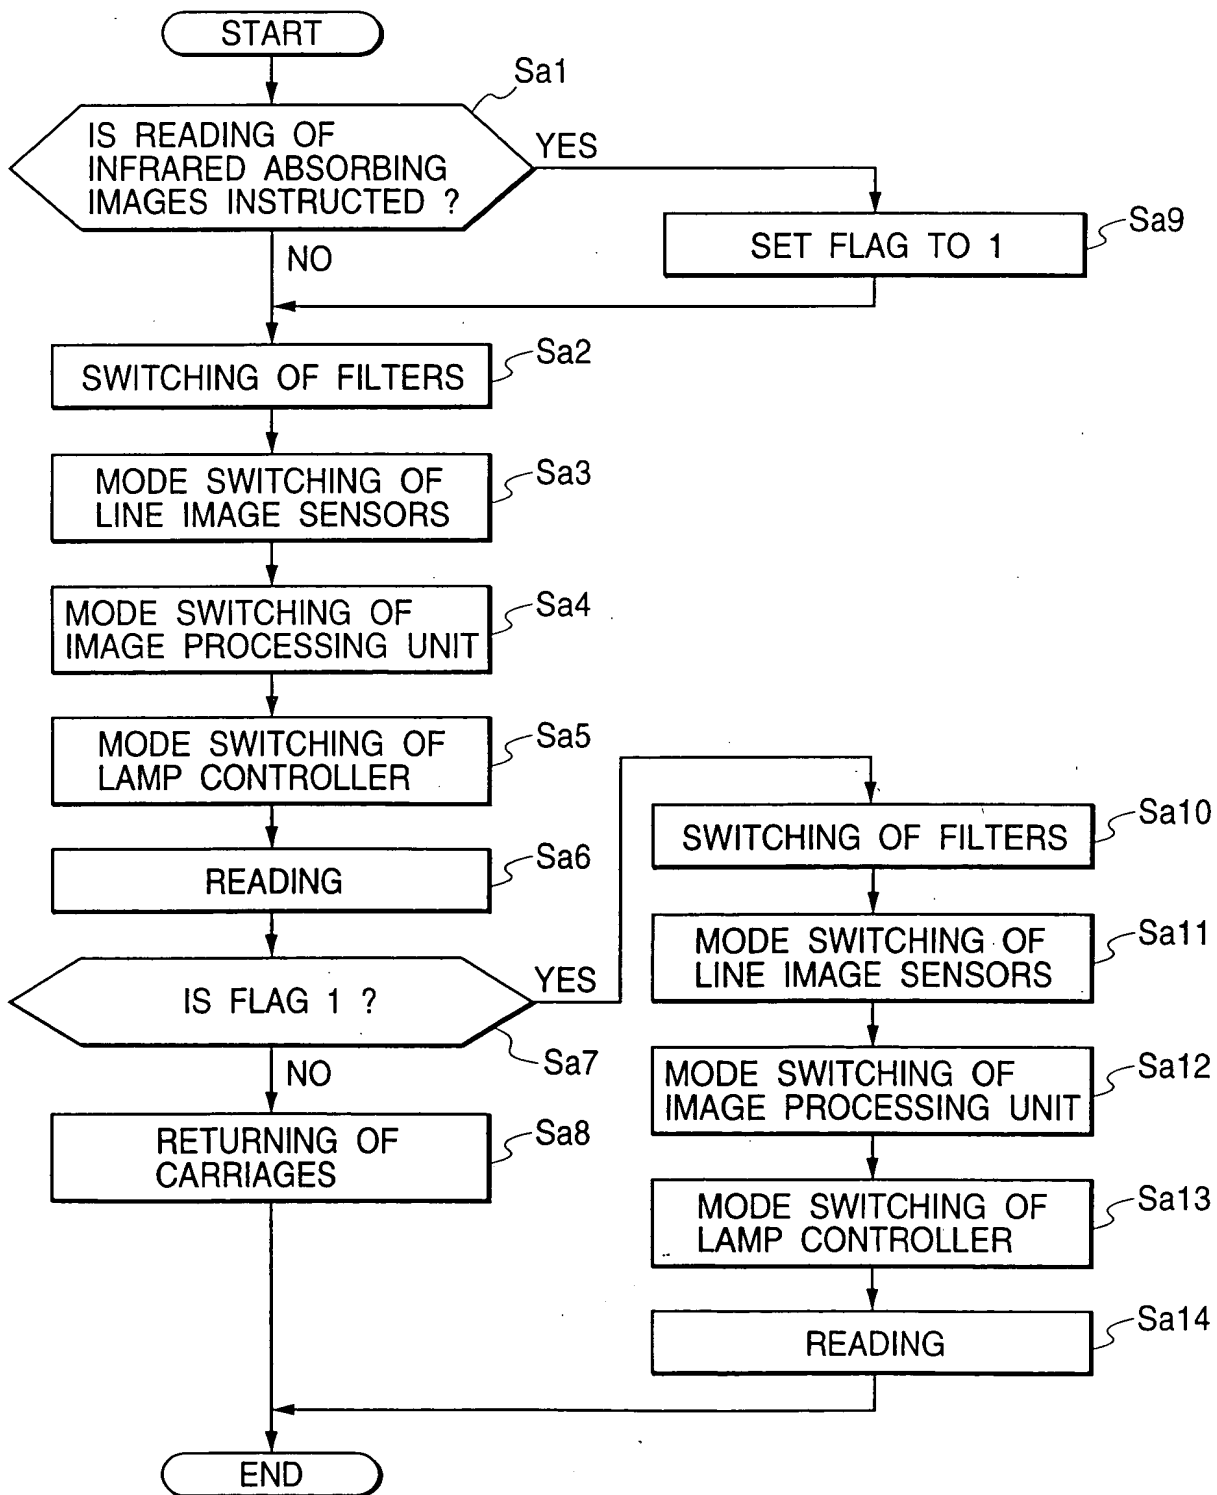 START
Sa1
IS READING OF
INFRARED ABSORBING
IMAGES INSTRUCTED ?
YES
NO
SET FLAG TO 1
Sa9
SWITCHING OF FILTERS
Sa2
MODE SWITCHING OF
LINE IMAGE SENSORS
Sa3
MODE SWITCHING OF
IMAGE PROCESSING UNIT
Sa4
MODE SWITCHING OF
LAMP CONTROLLER
Sa5
READING
Sa6
IS FLAG 1 ?
YES
Sa7
NO
RETURNING OF
CARRIAGES
Sa8
SWITCHING OF FILTERS
Sa10
MODE SWITCHING OF
LINE IMAGE SENSORS
Sa11
MODE SWITCHING OF
IMAGE PROCESSING UNIT
Sa12
MODE SWITCHING OF
LAMP CONTROLLER
Sa13
READING
Sa14
END